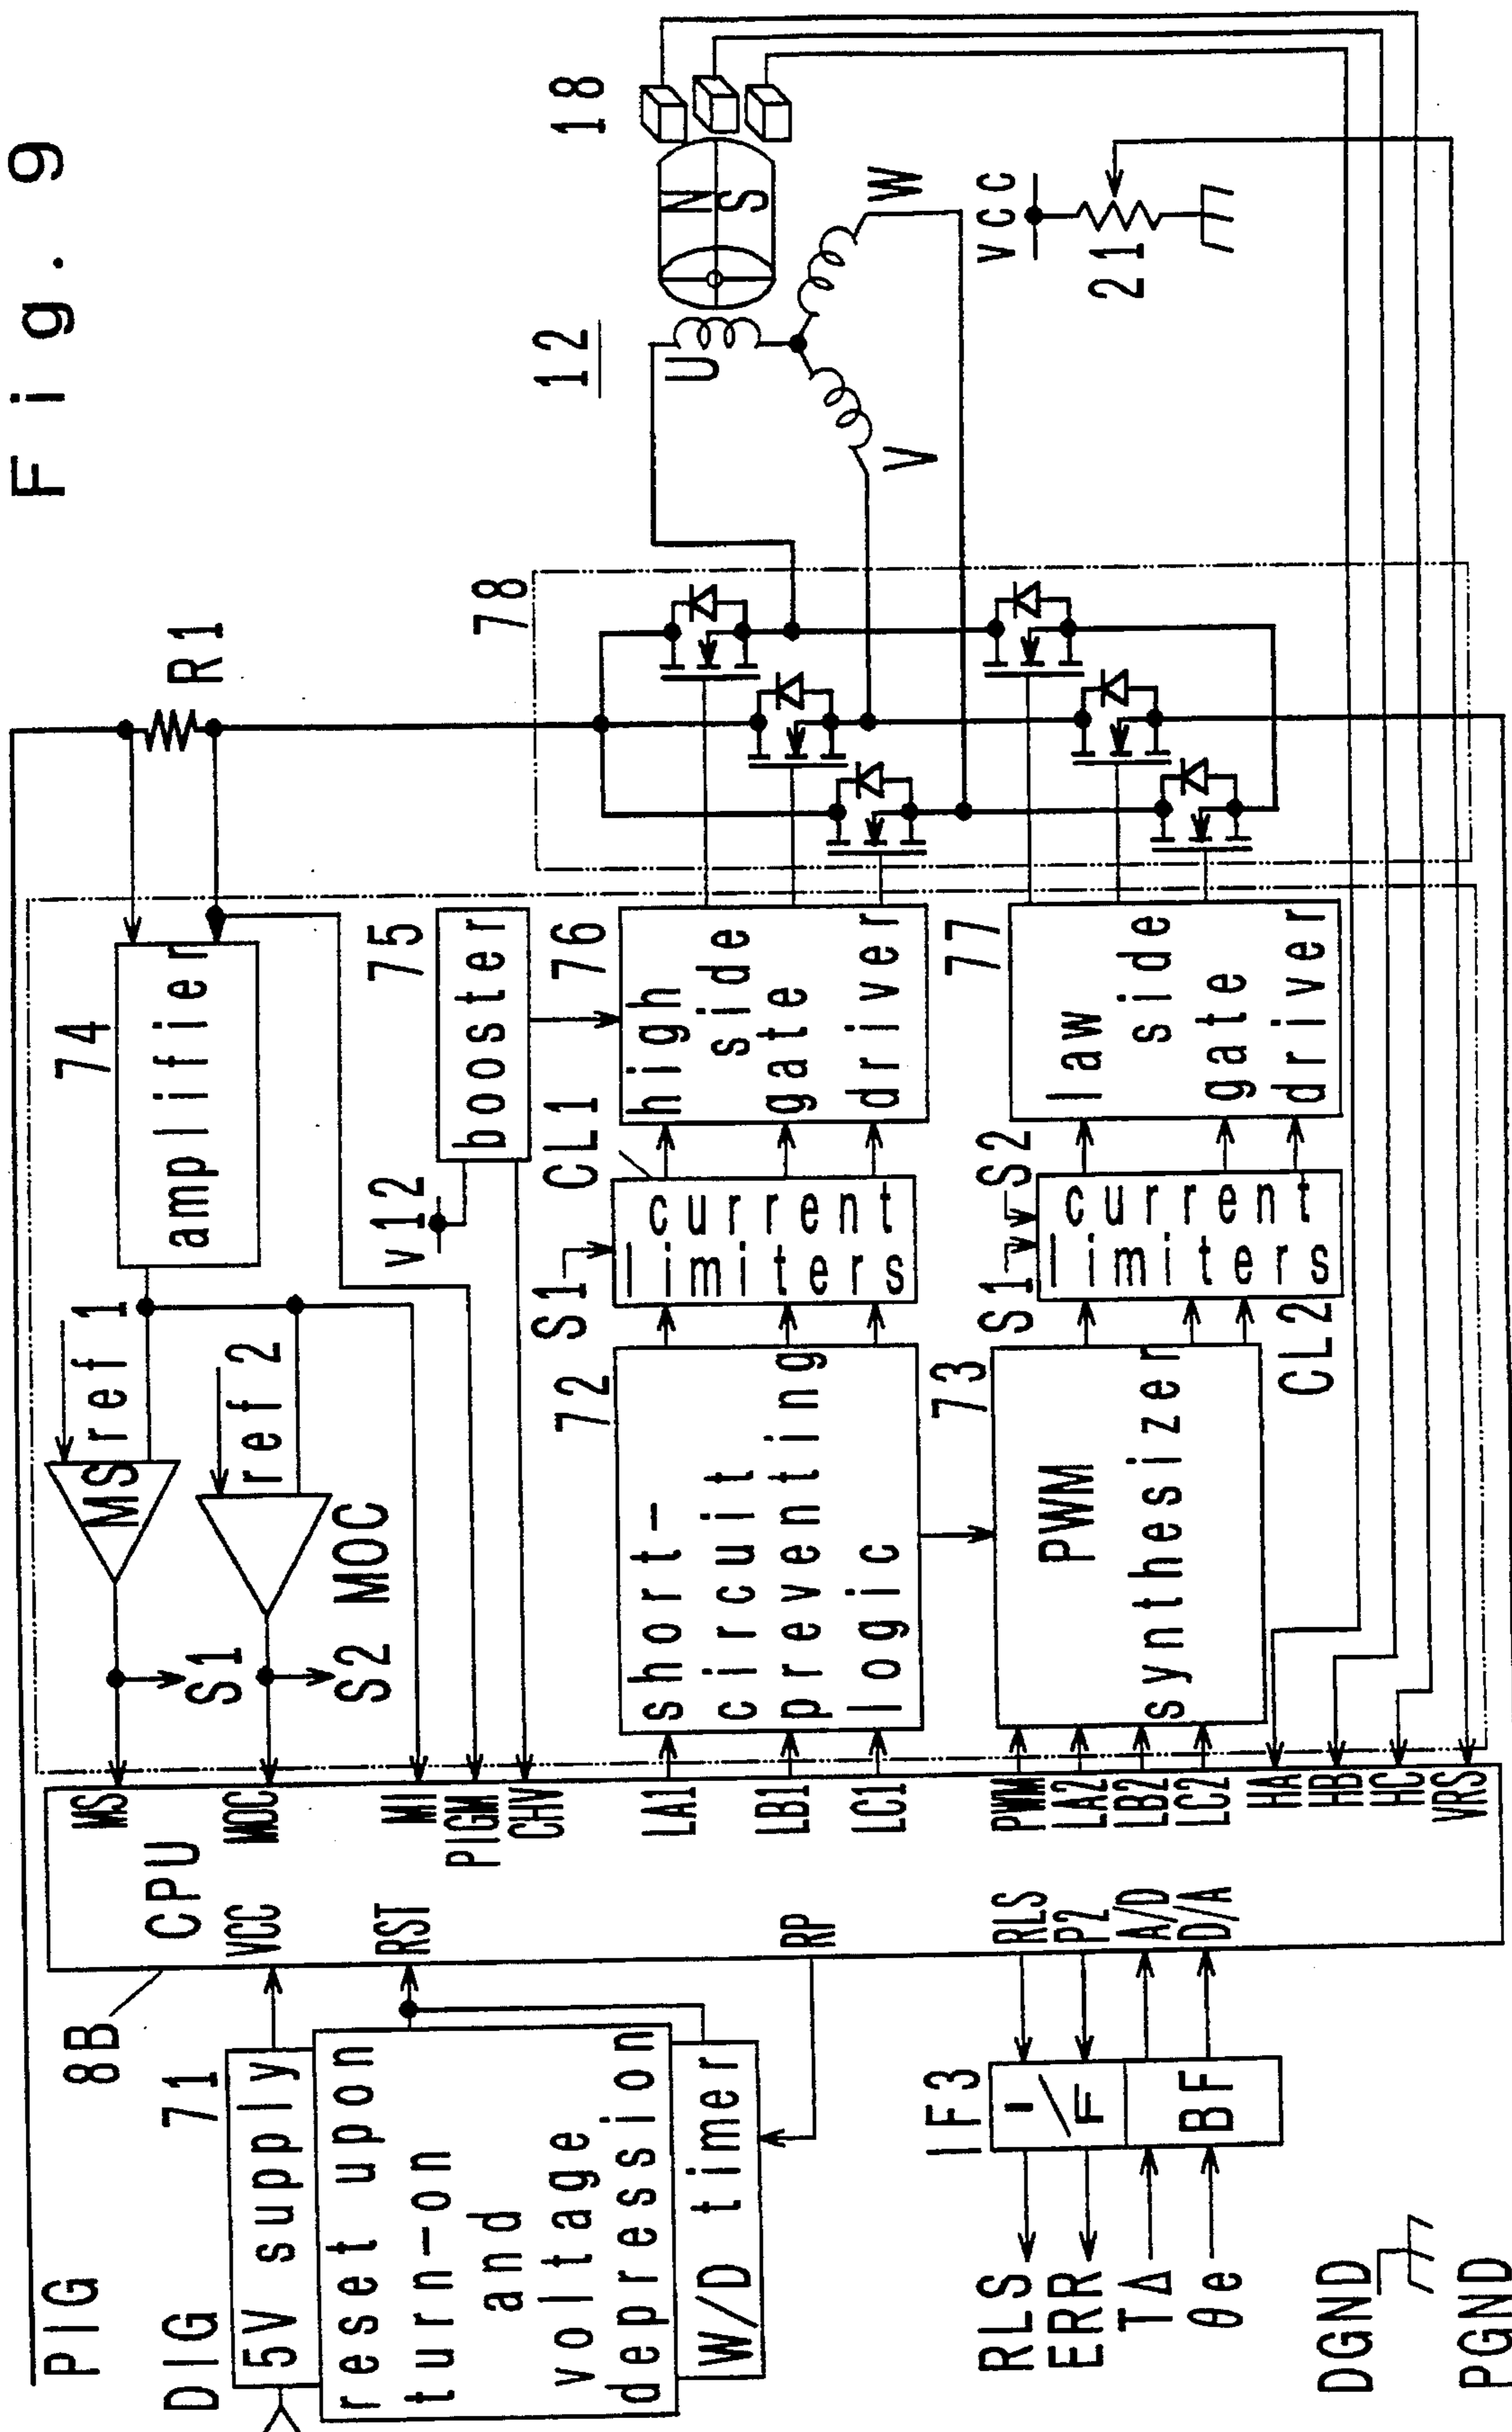 Fig. 9
PIG
DIG
71
5V supply
reset upon
turn-on
and
voltage
depression
W/D timer
8B
CPU
VCC
RST
RP
RLS
P2
A/D
D/A
MS
MOC
MI
PIGM
CHV
LA1
LB1
LC1
PWM
LA2
LB2
LC2
HA
HB
HC
VRS
IF3
I/F
BF
RLS
ERR
TΔ
θe
DGND
PGND
MS
ref 1
S1
ref 2
MOC
S2
74
amplifier
R1
v12
75
booster
72
short-
circuit
preventing
logic
S1
CL1
current
limiters
76
high
side
gate
driver
73
PWM
synthesizer
S1
S2
current
limiters
CL2
77
law
side
gate
driver
78
12
U
V
W
N
S
18
vcc
21